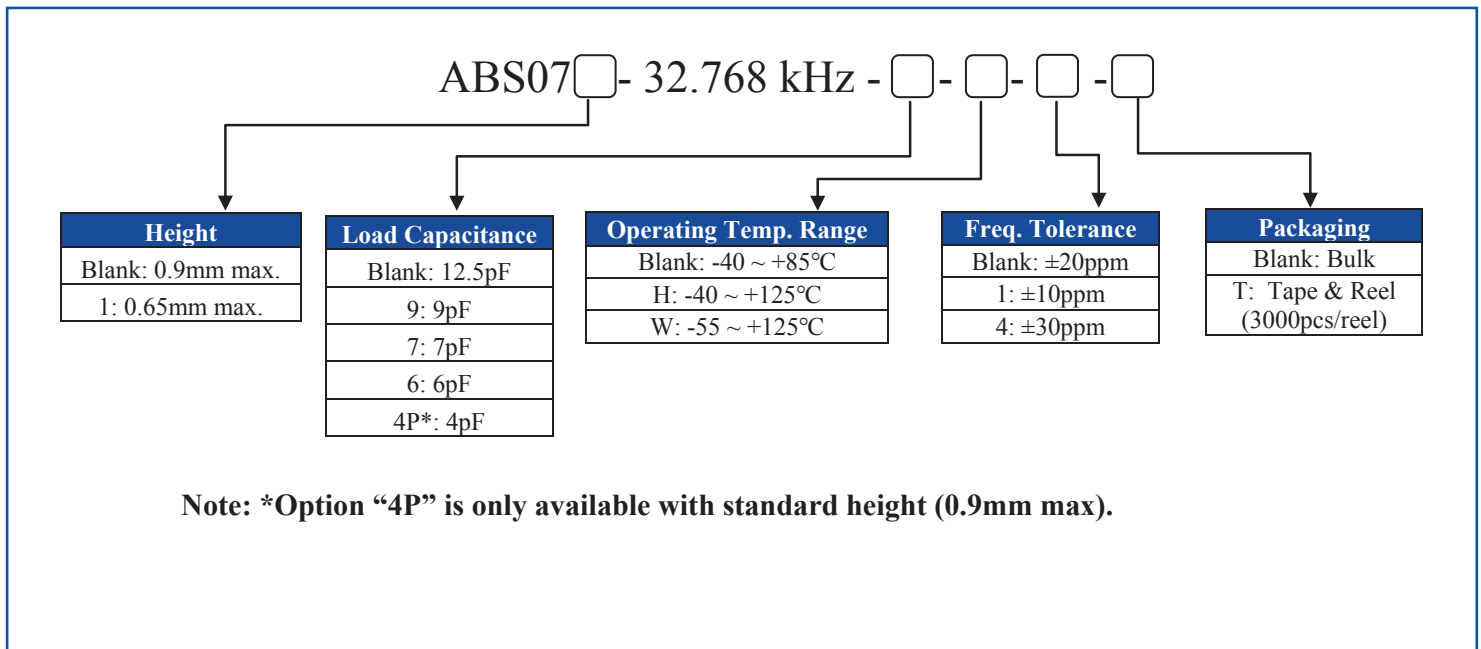 ABS07 - 32.768 kHz - - - -
Height
Blank: 0.9mm max.
1: 0.65mm max.
Load Capacitance
Blank: 12.5pF
9: 9pF
7: 7pF
6: 6pF
4P*: 4pF
Operating Temp. Range
Blank: -40 ~ +85℃
H: -40 ~ +125℃
W: -55 ~ +125℃
Freq. Tolerance
Blank: ±20ppm
1: ±10ppm
4: ±30ppm
Packaging
Blank: Bulk
T: Tape & Reel
(3000pcs/reel)
Note: *Option “4P” is only available with standard height (0.9mm max).